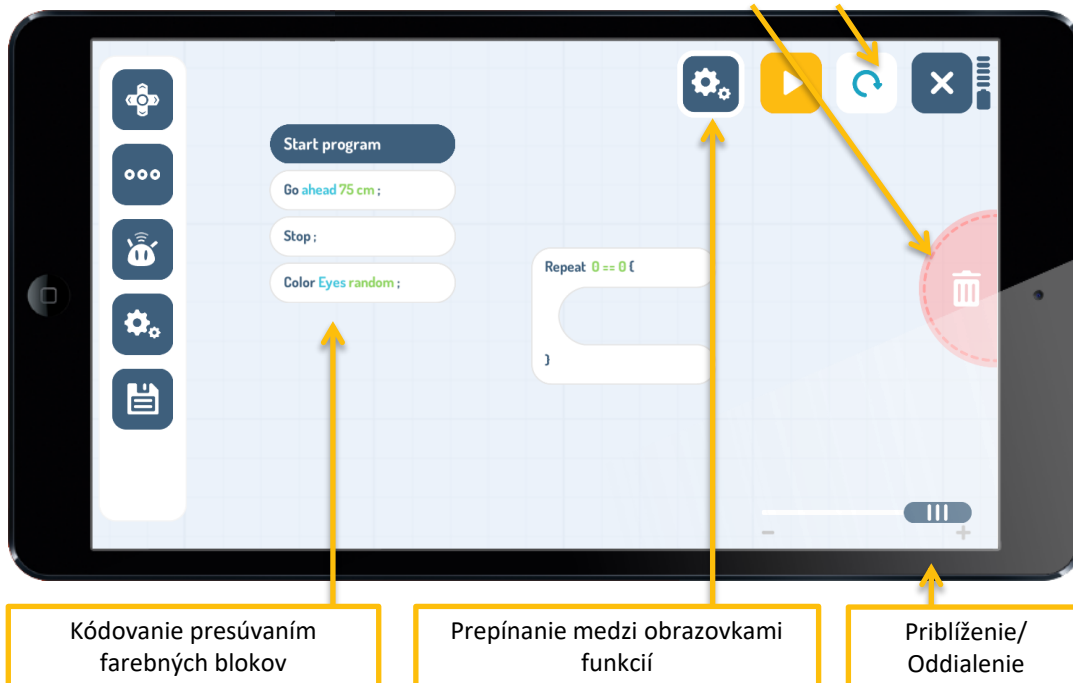 Start program
Go ahead 75 cm ;
Stop ;
Color Eyes random ;
Repeat 0 == 0 {
}
- +
Kódovanie presúvaním
farebných blokov
Prepínanie medzi obrazovkami
funkcií
Priblíženie/
Oddialenie